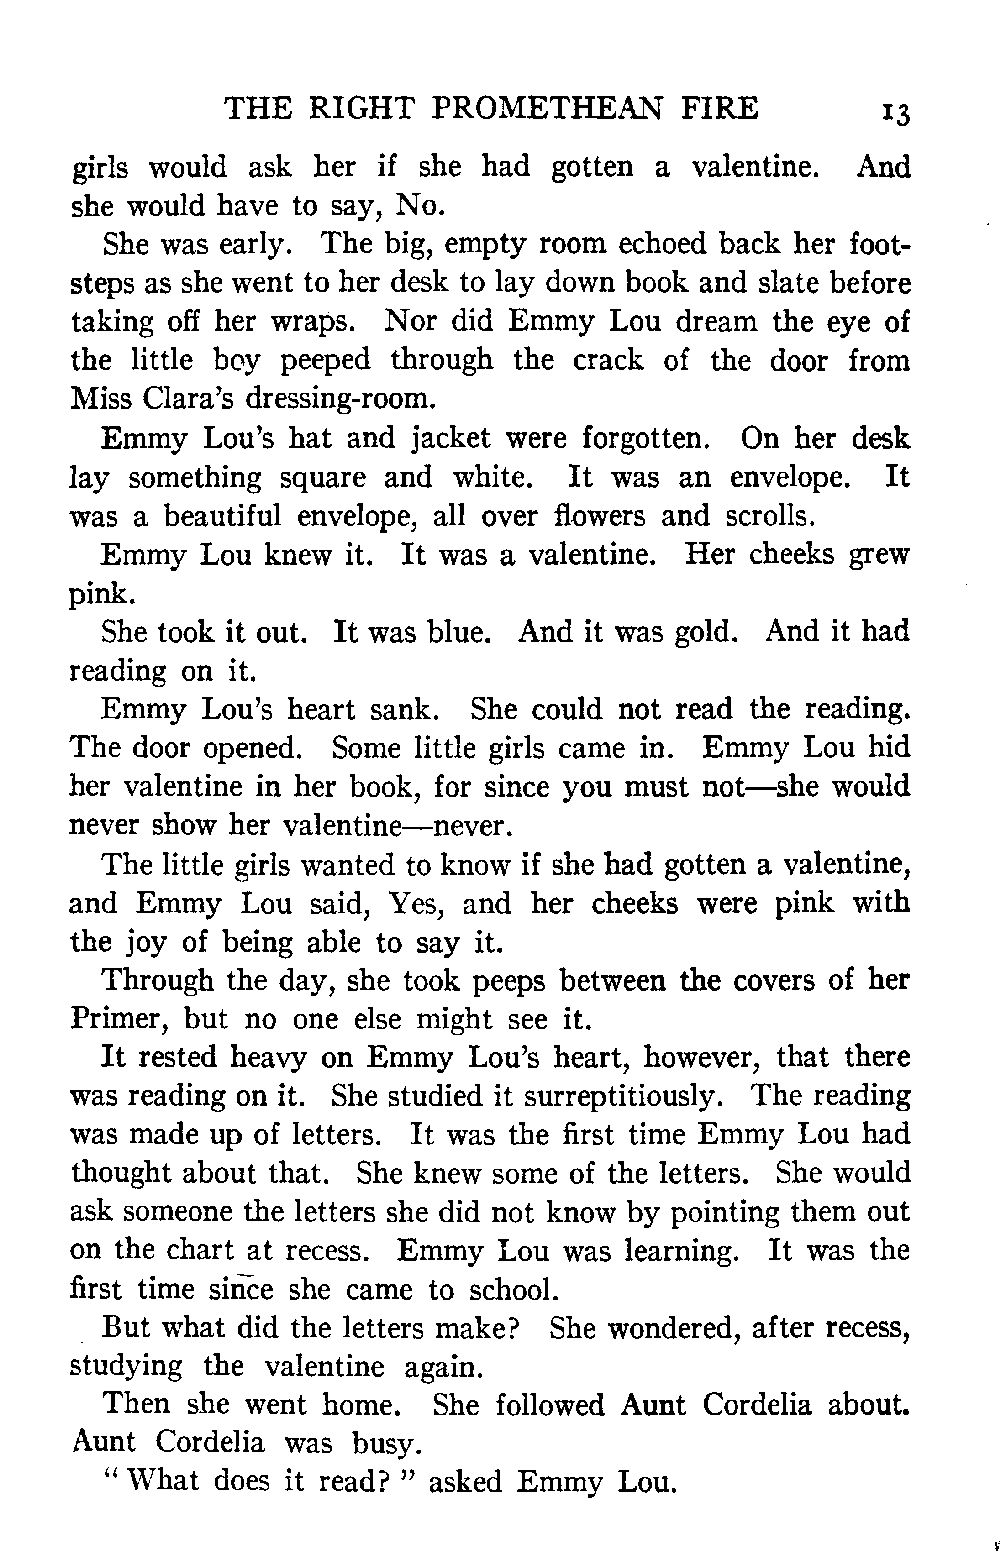 THE RIGHT PROMETHEAN FIRE 13
girls would ask her if she had gotten a valentine. And
she would have to say, No.
She was early. The big, empty room echoed back her foot-
steps as she went to her desk to lay down book and slate before
taking off her wraps. Nor did Emmy Lou dream the eye of
the little boy peeped through the crack of the door from
Miss Clara's dressing-room.
Emmy Lou's hat and jacket were forgotten. On her desk
lay something square and white. It was an envelope. It
was a beautiful envelope, all over flowers and scrolls.
Emmy Lou knew it. It was a valentine. Her cheeks grew
pink.
She took it out. It was blue. And it was gold. And it had
reading on it.
Emmy Lou's heart sank. She could not read the reading.
The door opened. Some little girls came in. Emmy Lou hid
her valentine in her book, for since you must not—she would
never show her valentine—never.
The little girls wanted to know if she had gotten a valentine,
and Emmy Lou said, Yes, and her cheeks were pink with
the joy of being able to say it.
Through the day, she took peeps between the covers of her
Primer, but no one else might see it.
It rested heavy on Emmy Lou's heart, however, that there
was reading on it. She studied it surreptitiously. The reading
was made up of letters. It was the first time Emmy Lou had
thought about that. She knew some of the letters. She would
ask someone the letters she did not know by pointing them out
on the chart at recess. Emmy Lou was learning. It was the
first time since she came to school.
But what did the letters make? She wondered, after recess,
studying the valentine again.
Then she went home. She followed Aunt Cordelia about.
Aunt Cordelia was busy.
"What does it read?" asked Emmy Lou.